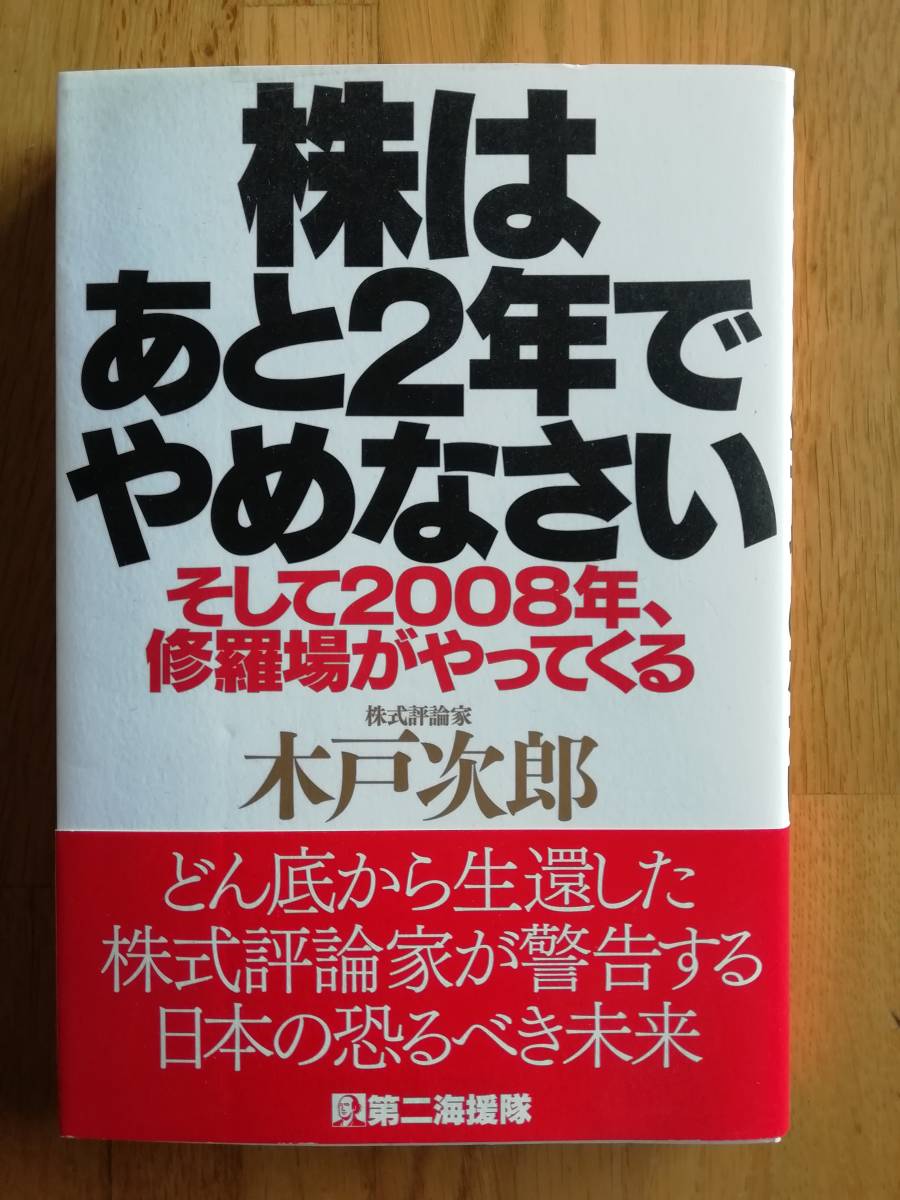 株は
あと2年で
やめなさい
そして2008年、
修羅場がやってくる
株式評論家
木戸次郎
どん底から生還した
株式評論家が警告する
日本の恐るべき未来
第二海援隊